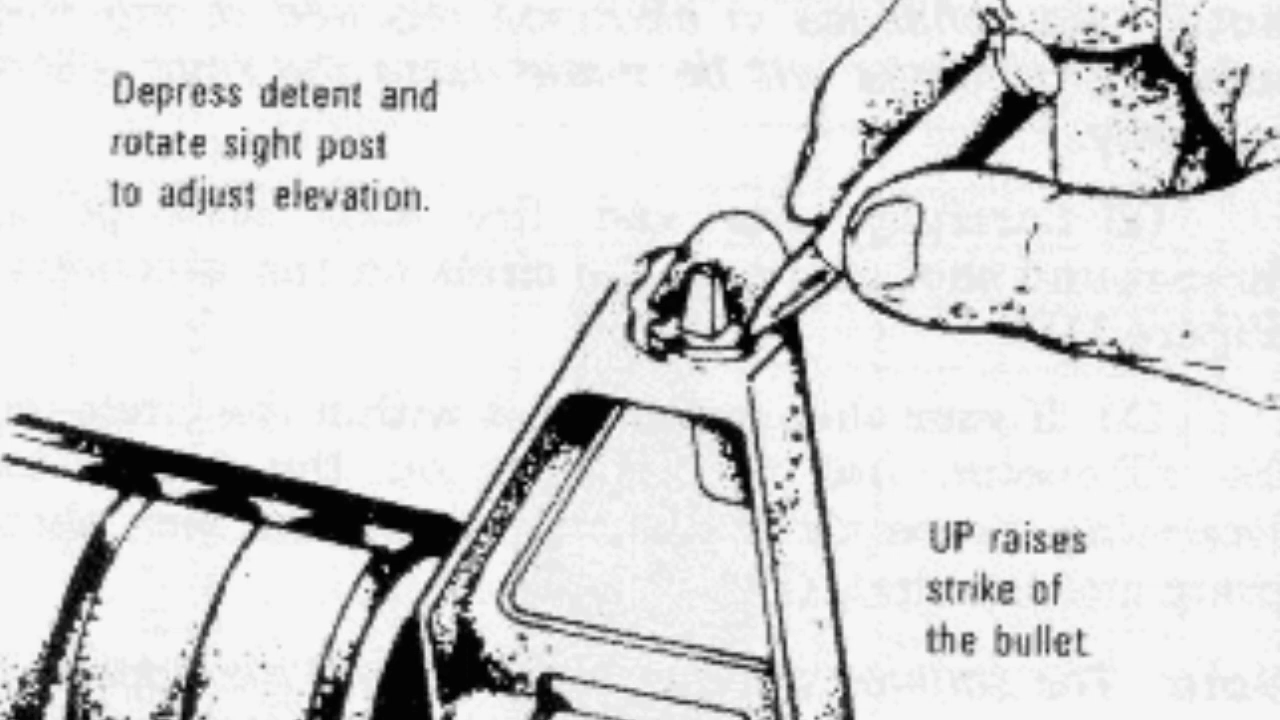 Depress detent and
rotate sight post
to adjust elevation.
UP raises
strike of
the bullet